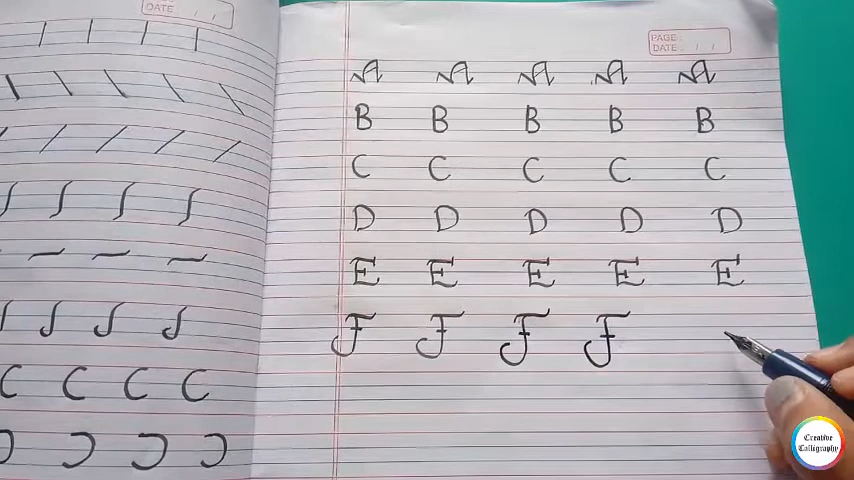 DATE : / /
PAGE :
DATE : / /
A A A A A
B B B B B
C C C C C
D D D D D
E E E E E
F F F F
C C C C
Creative
Calligraphy